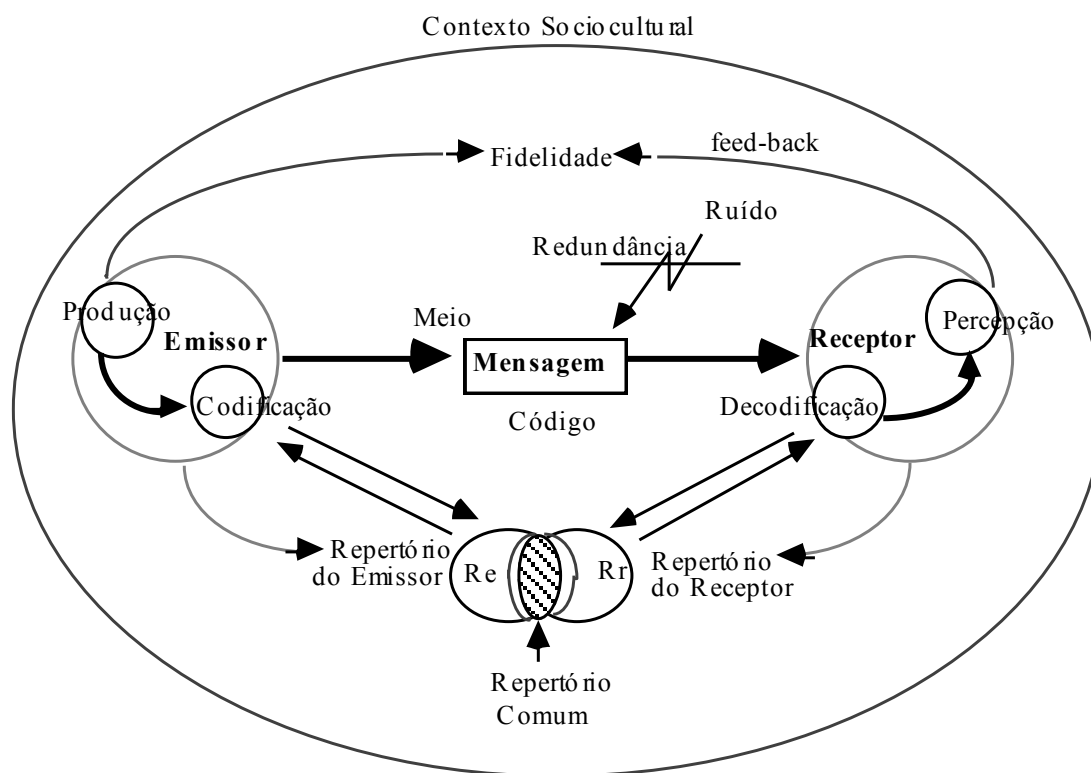 Contexto Sociocultural
feed-back
Fidelidade
Ruído
Redundância
Produção
Emissor
Meio
Receptor
Percepção
Mensagem
Codificação
Código
Decodificação
Repertório
do Emissor
Re
Rr
Repertório
do Receptor
Repertório
Comum